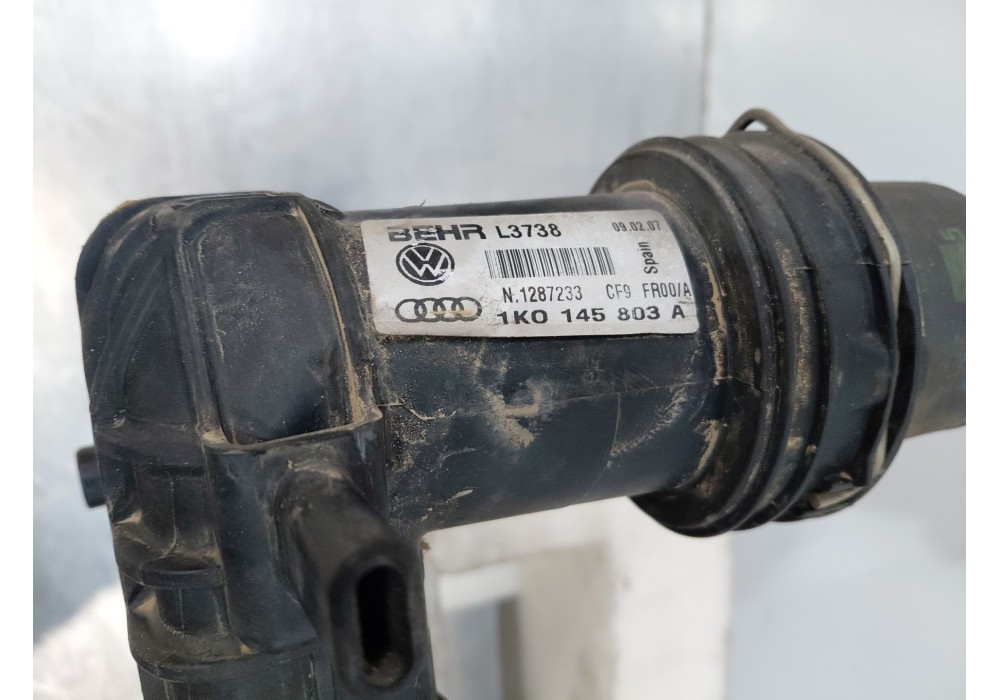 BEHR L3738 09.02.07
Spain
N.1287233 CF9 FR00/A
1K0 145 803 A